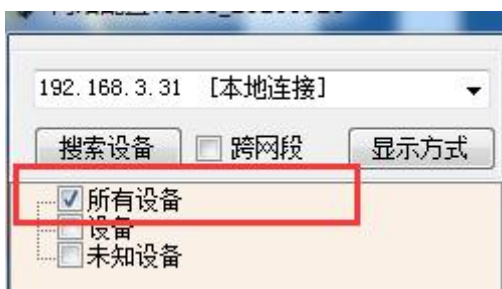 192.168.3.31 [本地连接]
搜索设备 跨网段 显示方式
所有设备
设备
未知设备